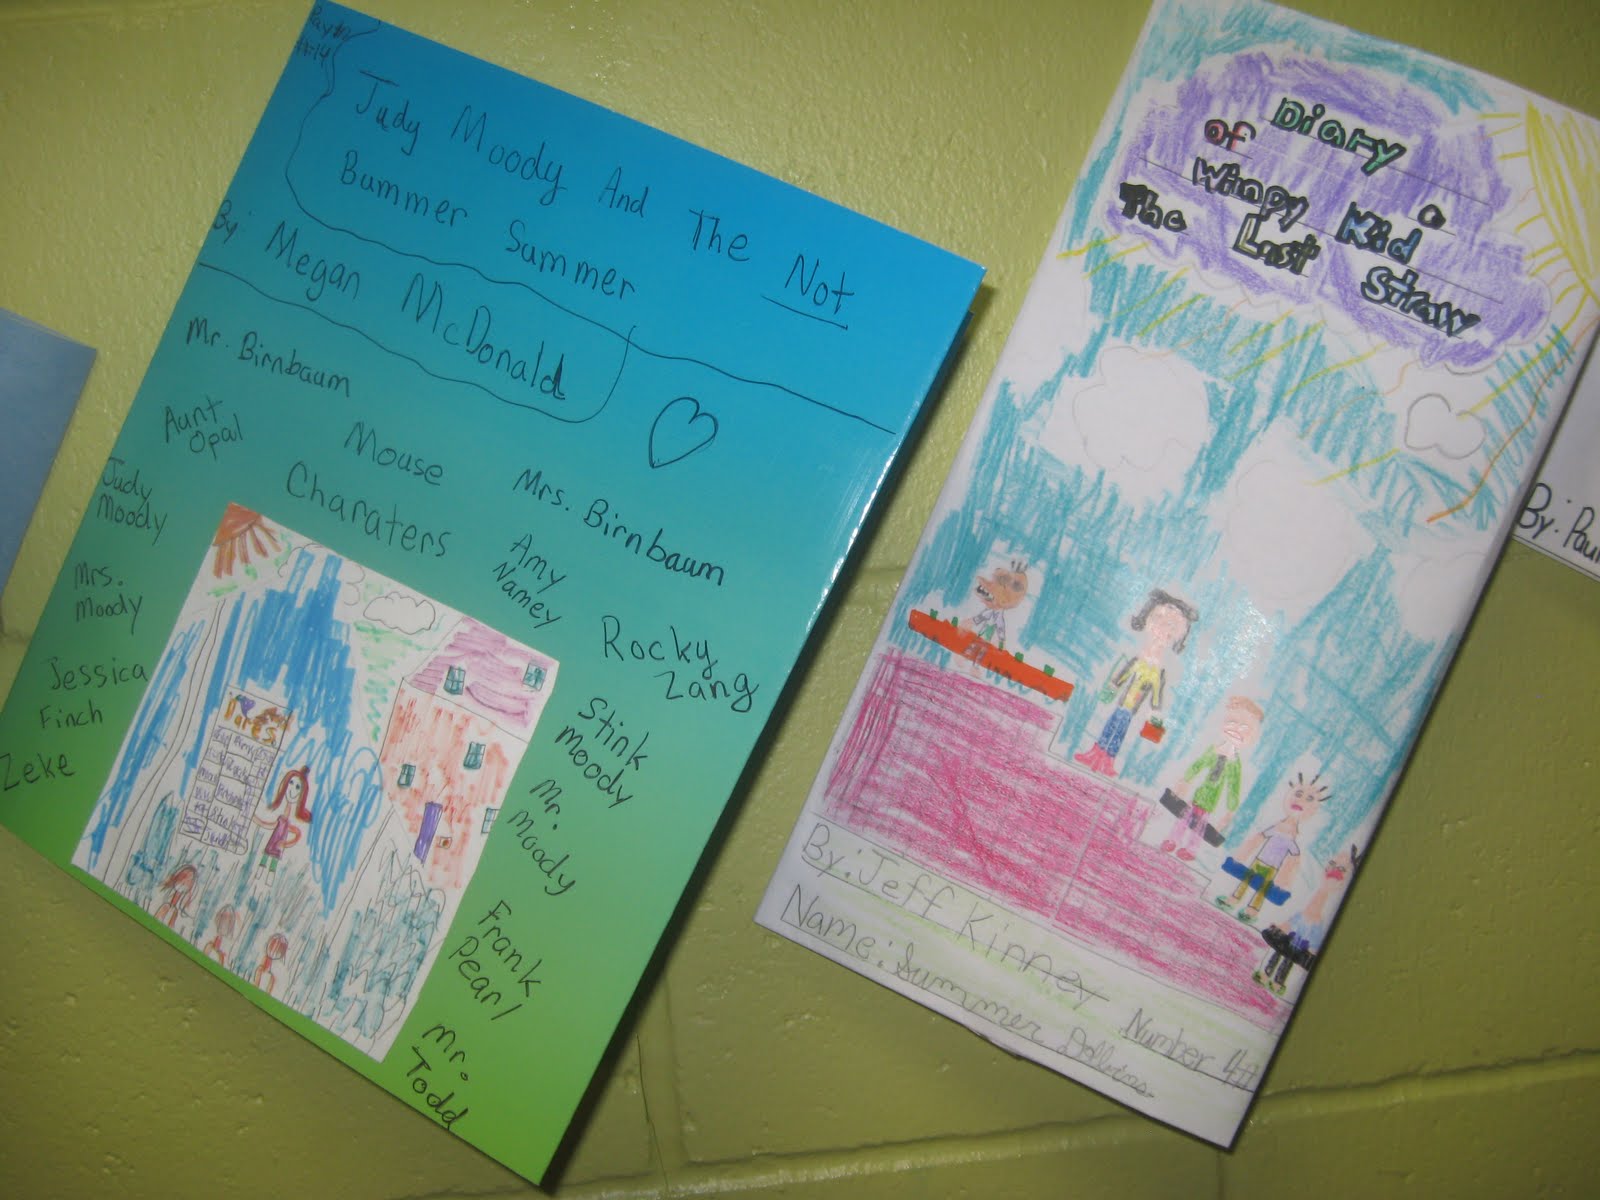 Judy Moody And The Not
Bummer Summer
By Megan McDonald
Mr. Birnbaum
Aunt
Opal
Mouse
Mrs. Birnbaum
Charaters
Judy
Moody
Amy
Namey
Mrs.
Moody
Rocky
Zang
Jessica
Finch
Stink
Moody
Zeke
Mr.
Moody
Frank
Pearl
Mr.
Todd
Diary
of a
Wimpy Kid
The Last Straw
By: Jeff Kinney
Name: Summer Dollins
Number
By: Paul